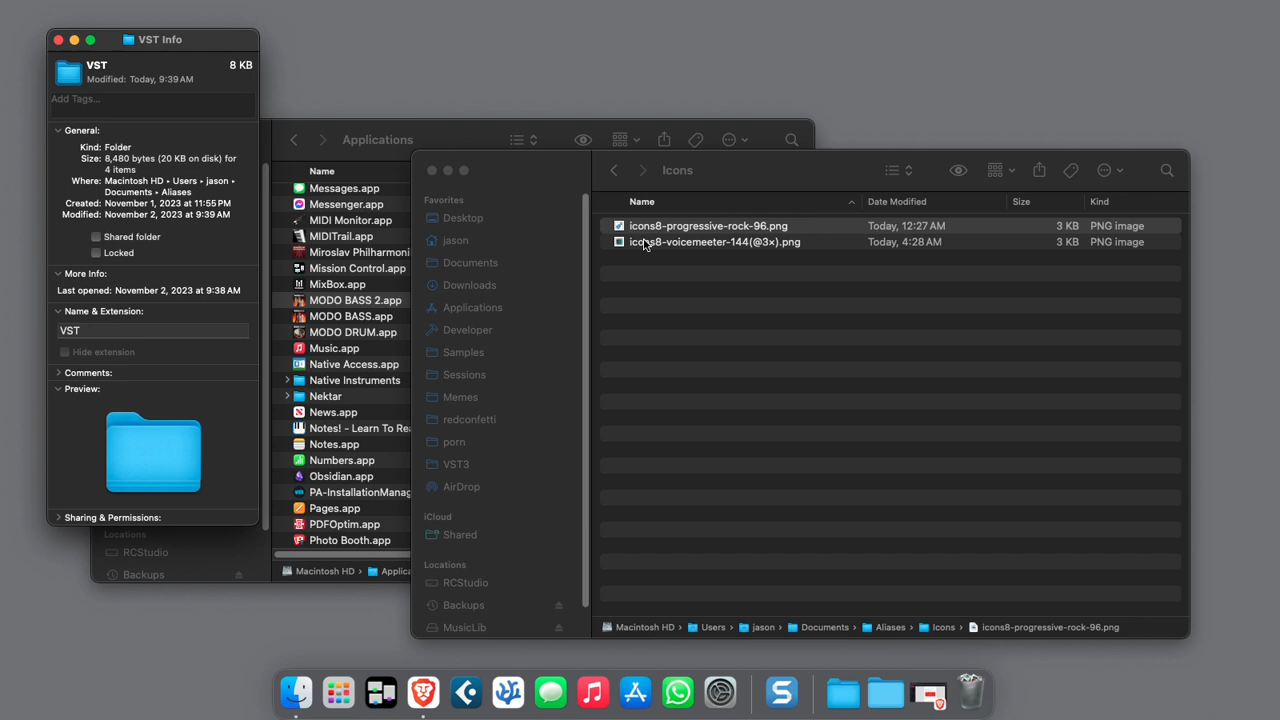 VST Info
VST 8 KB
Modified: Today, 9:39 AM
Add Tags...
General:
Kind: Folder
Size: 8,480 bytes (20 KB on disk) for
4 items
Where: Macintosh HD ▸ Users ▸ jason ▸
Documents ▸ Aliases
Created: November 1, 2023 at 11:55 PM
Modified: November 2, 2023 at 9:39 AM
Shared folder
Locked
More Info:
Last opened: November 2, 2023 at 9:38 AM
Name & Extension:
VST
Hide extension
Comments:
Preview:
Sharing & Permissions:
Locations
RCStudio
Backups
Applications
Name
Messages.app
Messenger.app
MIDI Monitor.app
MIDITrail.app
Miroslav Philharmoni
Mission Control.app
MixBox.app
MODO BASS 2.app
MODO BASS.app
MODO DRUM.app
Music.app
Native Access.app
Native Instruments
Nektar
News.app
Notes! - Learn To Rea
Notes.app
Numbers.app
Obsidian.app
PA-InstallationManag
Pages.app
PDFOptim.app
Photo Booth.app
Macintosh HD › Applica
Icons
Favorites
Desktop
jason
Documents
Downloads
Applications
Developer
Samples
Sessions
Memes
redconfetti
porn
VST3
AirDrop
iCloud
Shared
Locations
RCStudio
Backups
MusicLib
Name Date Modified Size Kind
icons8-progressive-rock-96.png Today, 12:27 AM 3 KB PNG image
icons8-voicemeeter-144(@3×).png Today, 4:28 AM 3 KB PNG image
Macintosh HD › Users › jason › Documents › Aliases › Icons › icons8-progressive-rock-96.png